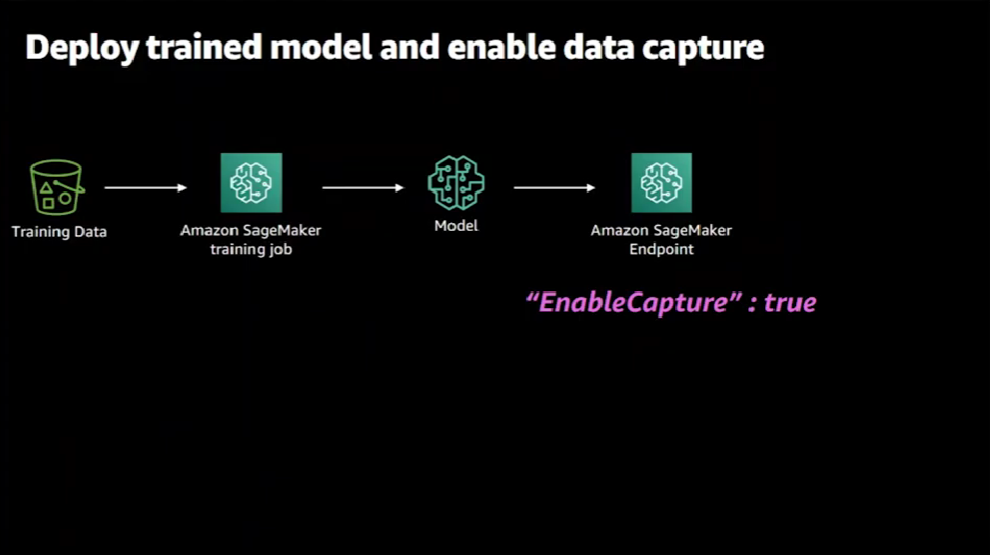 Deploy trained model and enable data capture
Training Data
Amazon SageMaker
training job
Model
Amazon SageMaker
Endpoint
“EnableCapture” : true